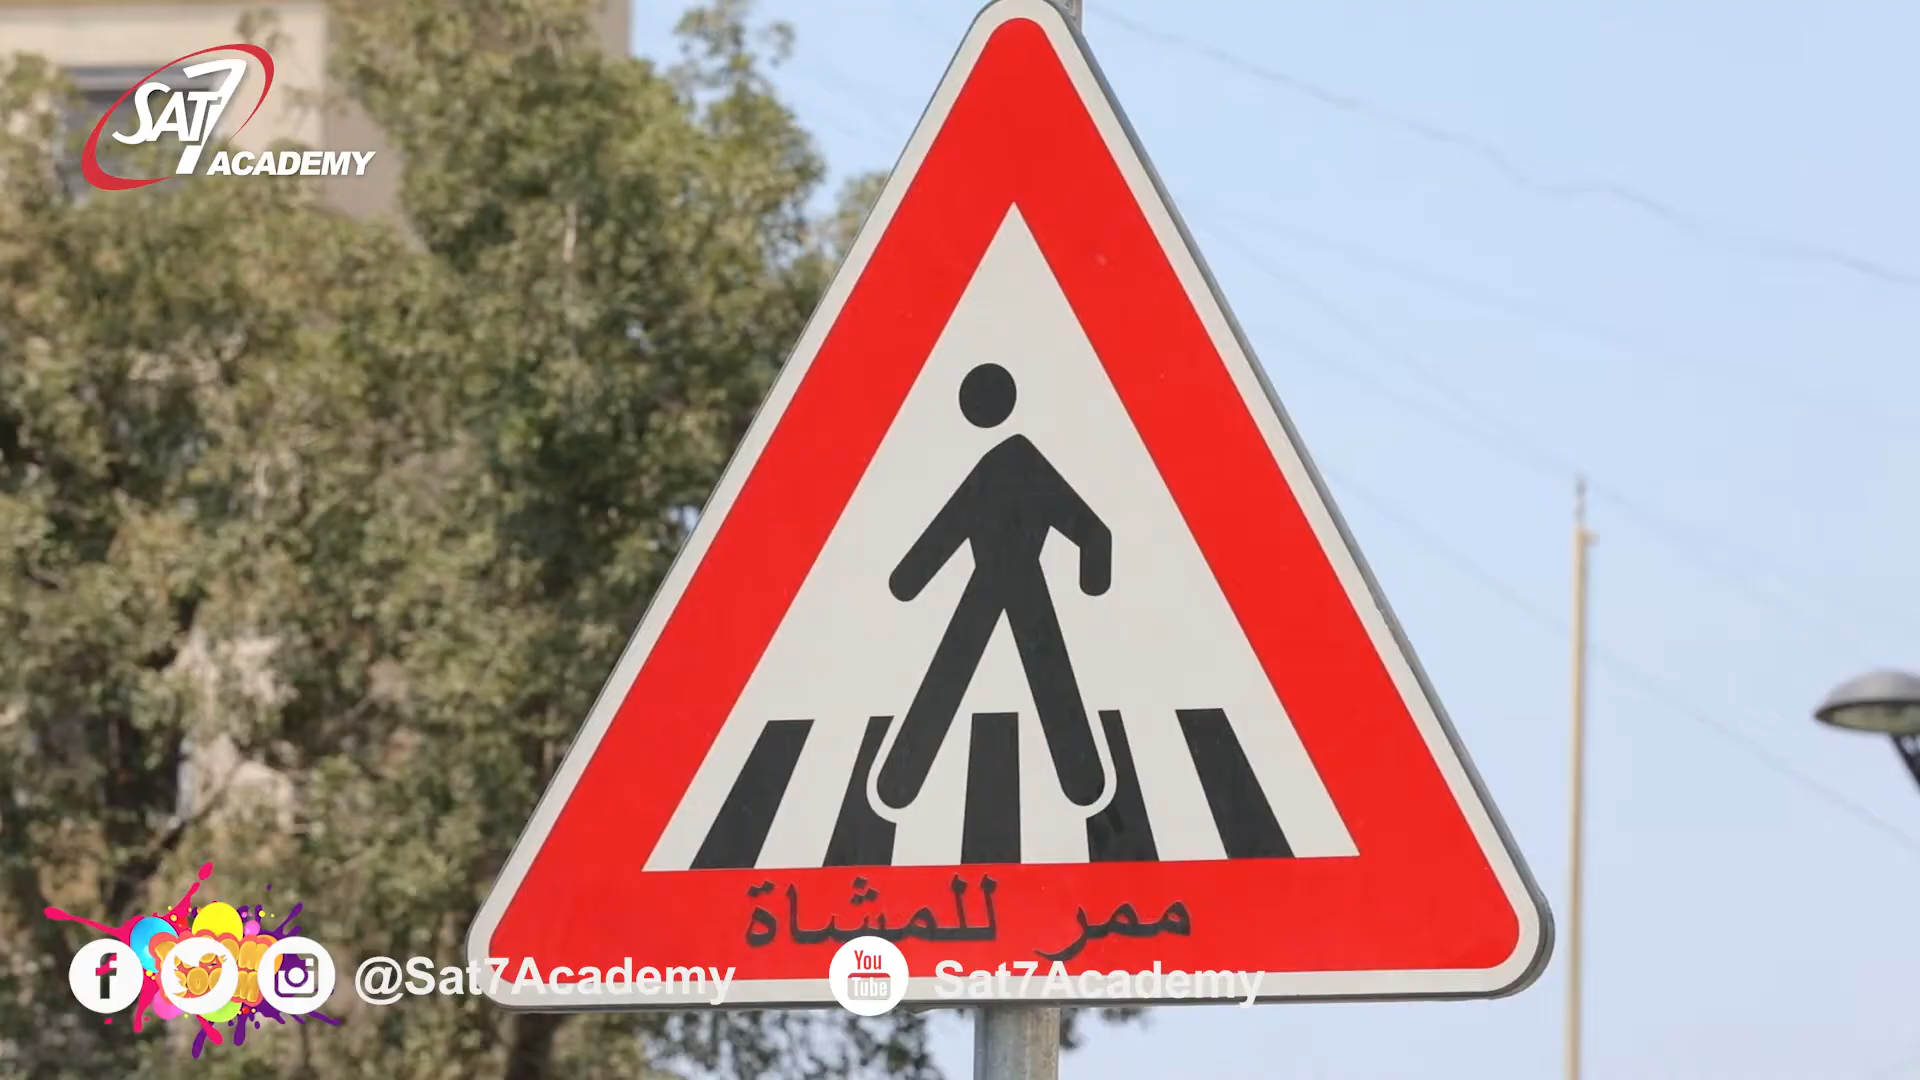 SAT7
ACADEMY
ممر للمشاة
@Sat7Academy
You
Tube
Sat7Academy